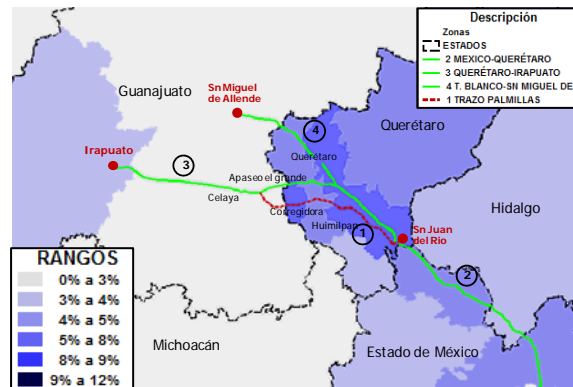 Descripción
Zonas
ESTADOS
2 MEXICO-QUERÉTARO
3 QUERÉTARO-IRAPUATO
4 T. BLANCO-SN MIGUEL DE
1 TRAZO PALMILLAS
Guanajuato
Sn Miguel
de Allende
4
Querétaro
Querétaro
Irapuato
3
Apaseo el grande
Celaya
Corregidora
Huimilpan
1
Sn Juan
del Rio
Hidalgo
2
RANGOS
0% a 3%
3% a 4%
4% a 5%
5% a 8%
8% a 9%
9% a 12%
Michoacán
Estado de México